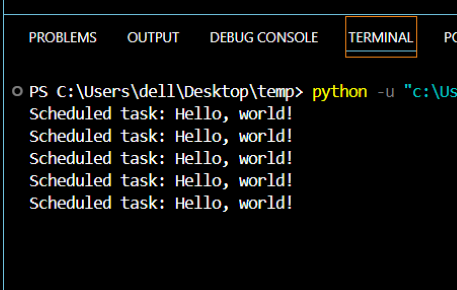 PROBLEMS OUTPUT DEBUG CONSOLE TERMINAL
PS C:\Users\dell\Desktop\temp> python -u "c:\Us
Scheduled task: Hello, world!
Scheduled task: Hello, world!
Scheduled task: Hello, world!
Scheduled task: Hello, world!
Scheduled task: Hello, world!